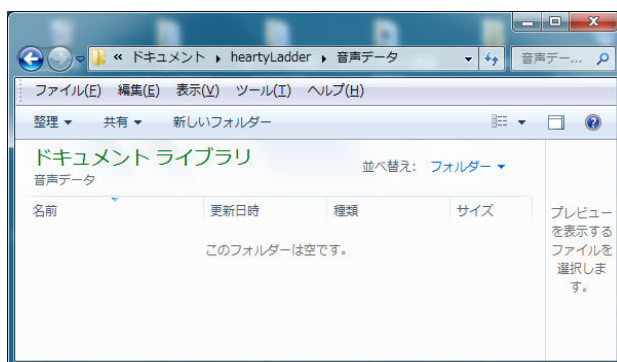 « ドキュメント ▸ heartyLadder ▸ 音声データ
音声デー...
ファイル(F) 編集(E) 表示(V) ツール(T) ヘルプ(H)
整理 ▼ 共有 ▼ 新しいフォルダー
ドキュメント ライブラリ
音声データ
並べ替え: フォルダー ▼
名前 更新日時 種類 サイズ
このフォルダーは空です。
プレビュー
を表示する
ファイルを
選択しま
す。